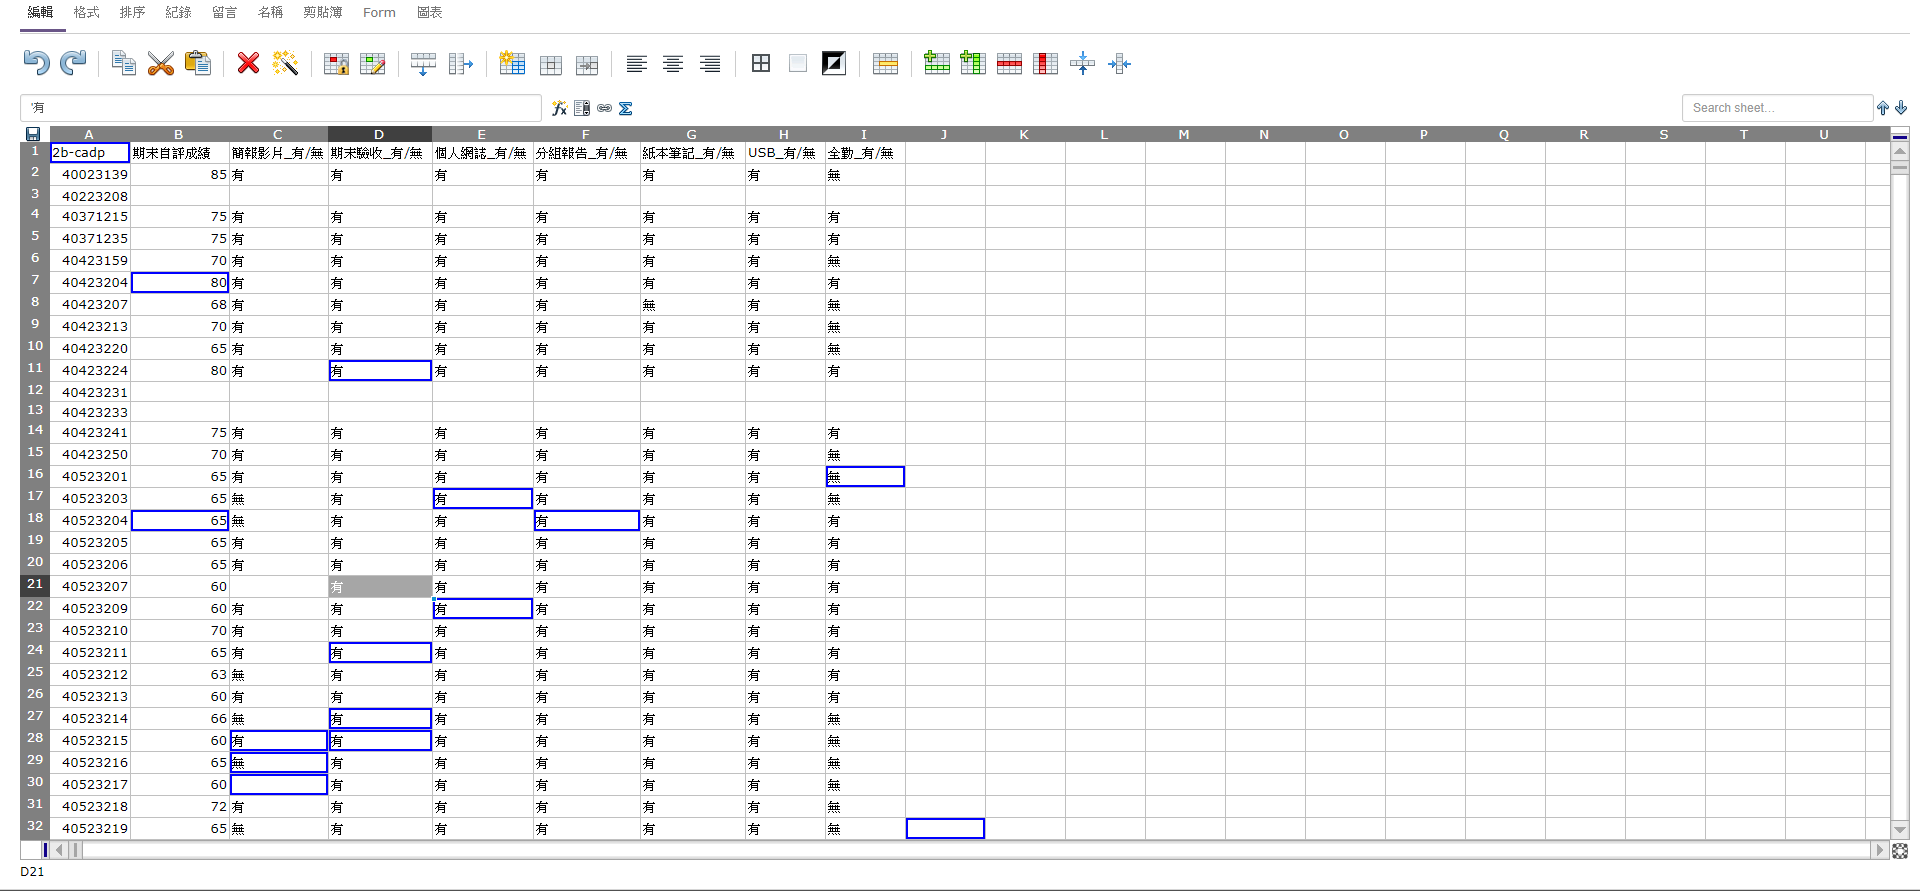 編輯 格式 排序 紀錄 留言 名稱 剪貼簿 Form 圖表
'有 Search sheet...
A B C D E F G H I J K L M N O P Q R S T U
1 2b-cadp 期末自評成績 簡報影片_有/無 期末驗收_有/無 個人網誌_有/無 分組報告_有/無 紙本筆記_有/無 USB_有/無 全勤_有/無
2 40023139 85 有 有 有 有 有 有 無
3 40223208
4 40371215 75 有 有 有 有 有 有 有
5 40371235 75 有 有 有 有 有 有 有
6 40423159 70 有 有 有 有 有 有 無
7 40423204 80 有 有 有 有 有 有 有
8 40423207 68 有 有 有 有 無 有 無
9 40423213 70 有 有 有 有 有 有 無
10 40423220 65 有 有 有 有 有 有 無
11 40423224 80 有 有 有 有 有 有 有
12 40423231
13 40423233
14 40423241 75 有 有 有 有 有 有 有
15 40423250 70 有 有 有 有 有 有 無
16 40523201 65 有 有 有 有 有 有 無
17 40523203 65 無 有 有 有 有 有 無
18 40523204 65 無 有 有 有 有 有 有
19 40523205 65 有 有 有 有 有 有 有
20 40523206 65 有 有 有 有 有 有 有
21 40523207 60 有 有 有 有 有 有
22 40523209 60 有 有 有 有 有 有 有
23 40523210 70 有 有 有 有 有 有 有
24 40523211 65 有 有 有 有 有 有 有
25 40523212 63 無 有 有 有 有 有 有
26 40523213 60 有 有 有 有 有 有 有
27 40523214 66 無 有 有 有 有 有 無
28 40523215 60 有 有 有 有 有 有 無
29 40523216 65 無 有 有 有 有 有 無
30 40523217 60 有 有 有 有 有 無
31 40523218 72 有 有 有 有 有 有 無
32 40523219 65 無 有 有 有 有 有 無
D21